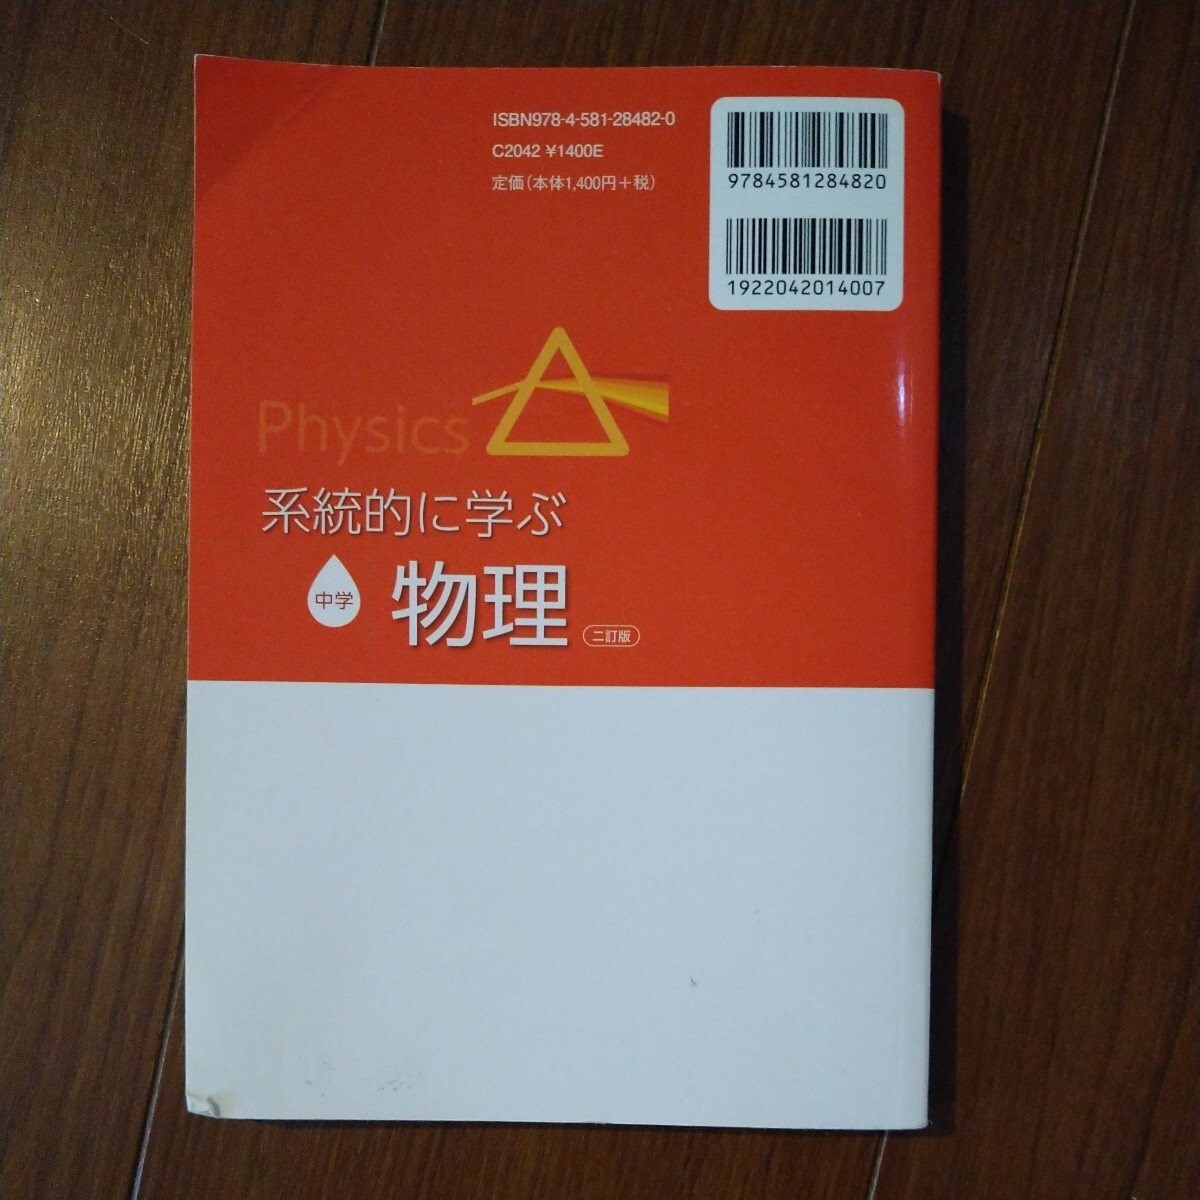 ISBN978-4-581-28482-0
C2042 ¥1400E
定価(本体1,400円+税)
9784581284820
1922042014007
Physics
系統的に学ぶ
中学 物理 二訂版